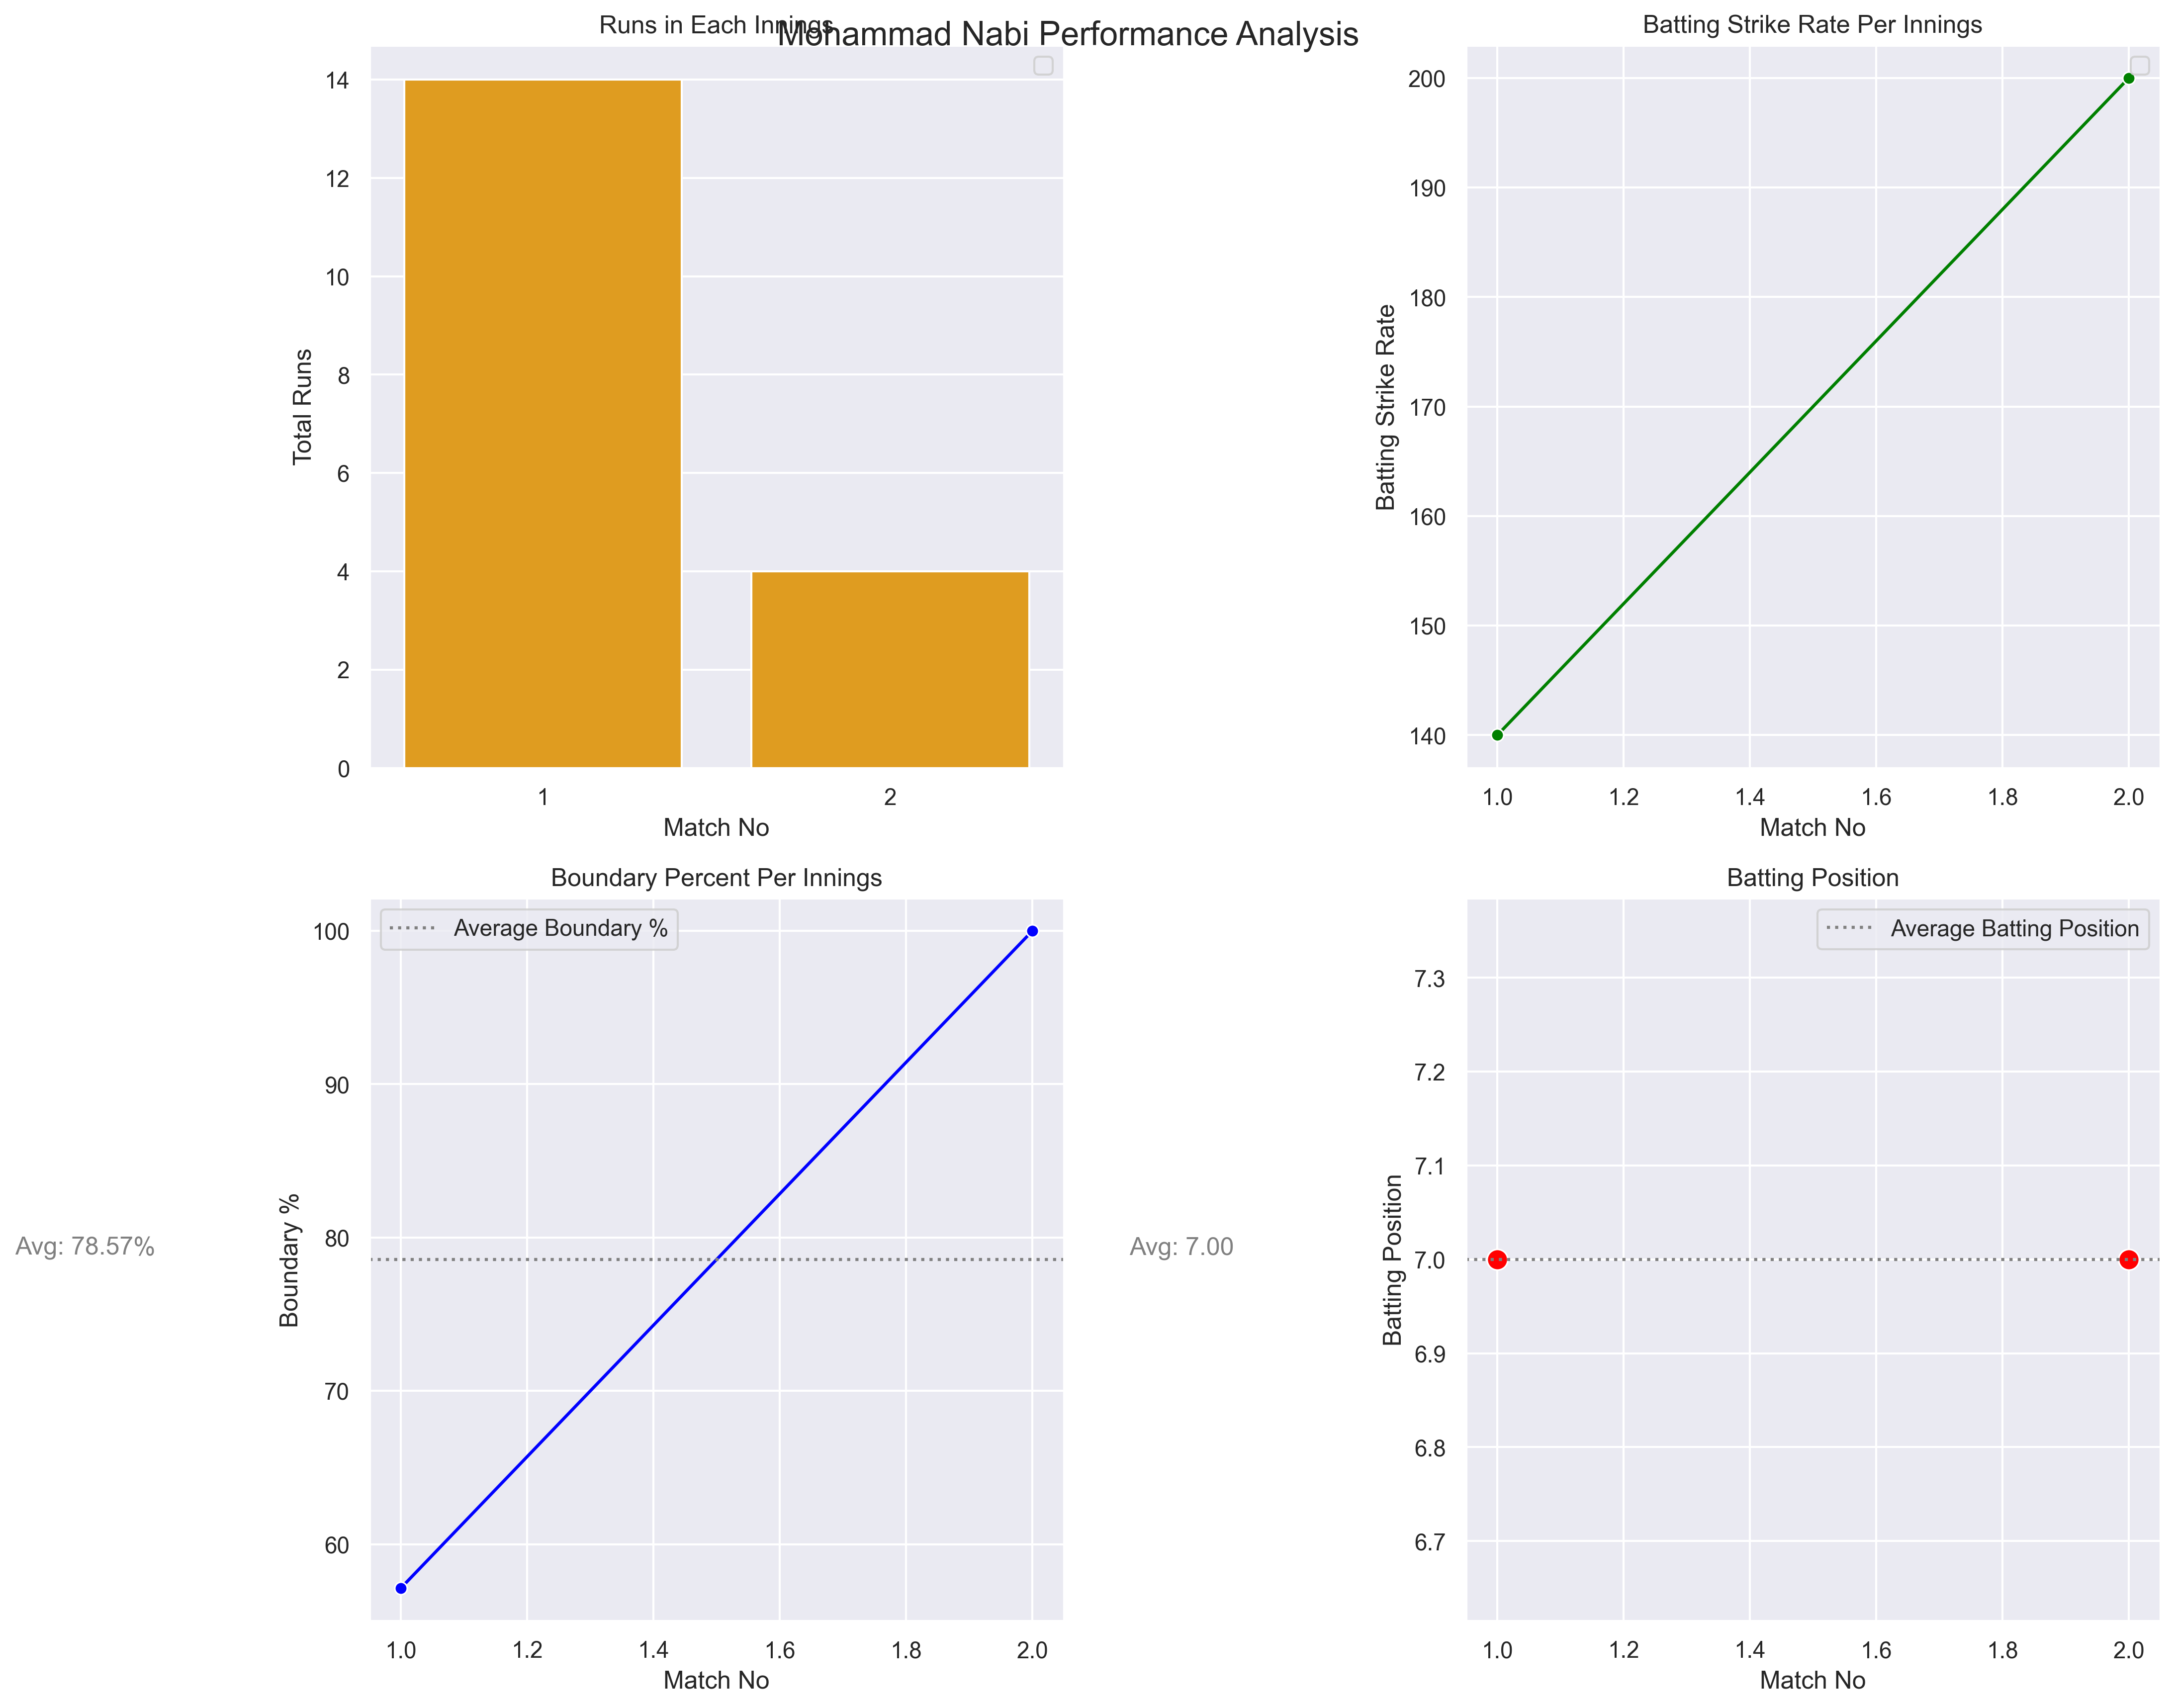 Mohammad Nabi Performance Analysis
Runs in Each Innings
14
12
10
8
6
4
2
0
Total Runs
1 2
Match No
Batting Strike Rate Per Innings
200
190
180
170
160
150
140
Batting Strike Rate
1.0 1.2 1.4 1.6 1.8 2.0
Match No
Boundary Percent Per Innings
Average Boundary %
100
90
80
70
60
Boundary %
Avg: 78.57%
1.0 1.2 1.4 1.6 1.8 2.0
Match No
Batting Position
Average Batting Position
7.3
7.2
7.1
7.0
6.9
6.8
6.7
Batting Position
Avg: 7.00
1.0 1.2 1.4 1.6 1.8 2.0
Match No